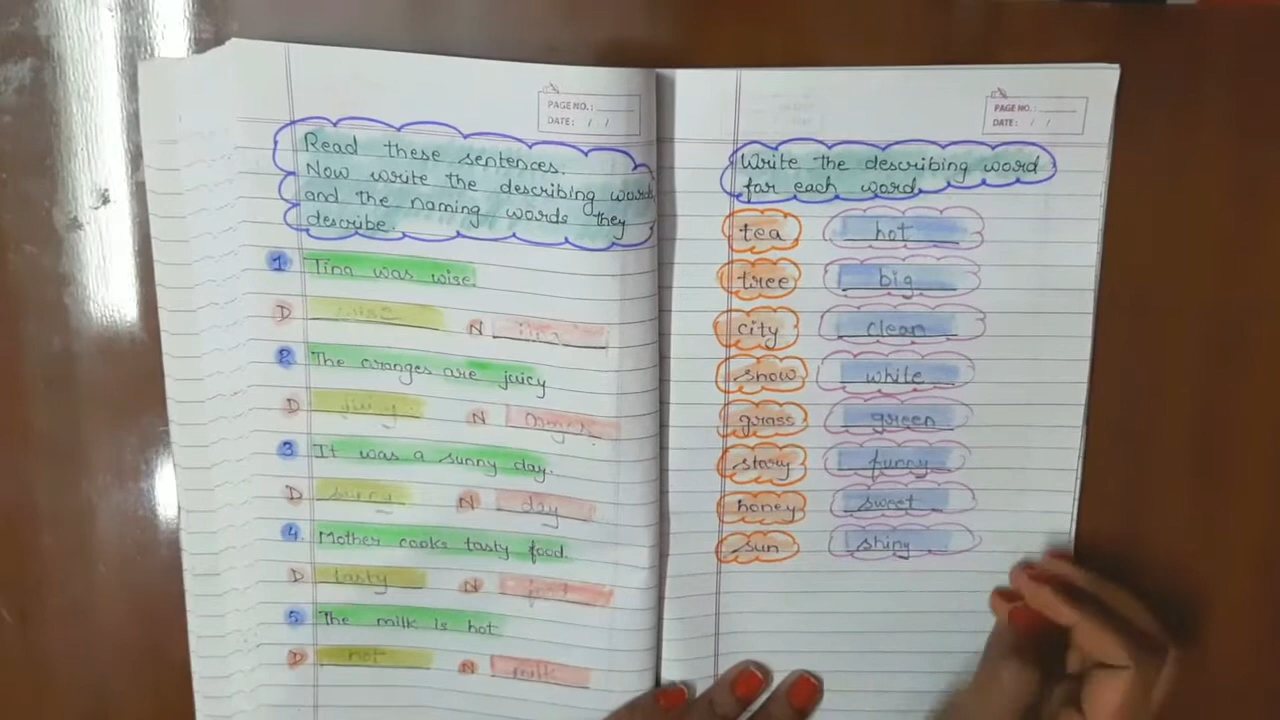 PAGE NO.:
DATE: / /
Read these sentences.
Now write the describing words
and the naming words they
describe.
1 Tina was wise.
D wise N Tina
2 The oranges are juicy
D juicy N
3 It was a sunny day.
D sunny N day
4. Mother cooks tasty food.
D tasty N food
5 The milk is hot
D hot N milk
PAGE NO.:
DATE: / /
Write the describing word
for each word
tea hot
tree big
city clean
snow white
grass green
story funny
honey sweet
sun shiny